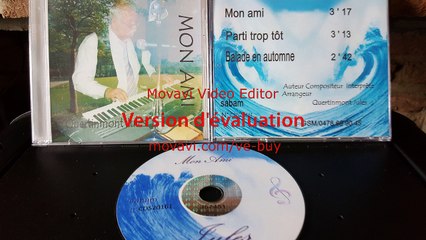 MON AMI
Mon ami 3 ' 17
Parti trop tôt 3 ' 13
Balade en automne 2 ' 42
Auteur Compositeur Interprète
Arrangeur
sabam Quertinmont Jules
Movavi Video Editor
Version d'évaluation
movavi.com/ve-buy
Mon Ami
Jules